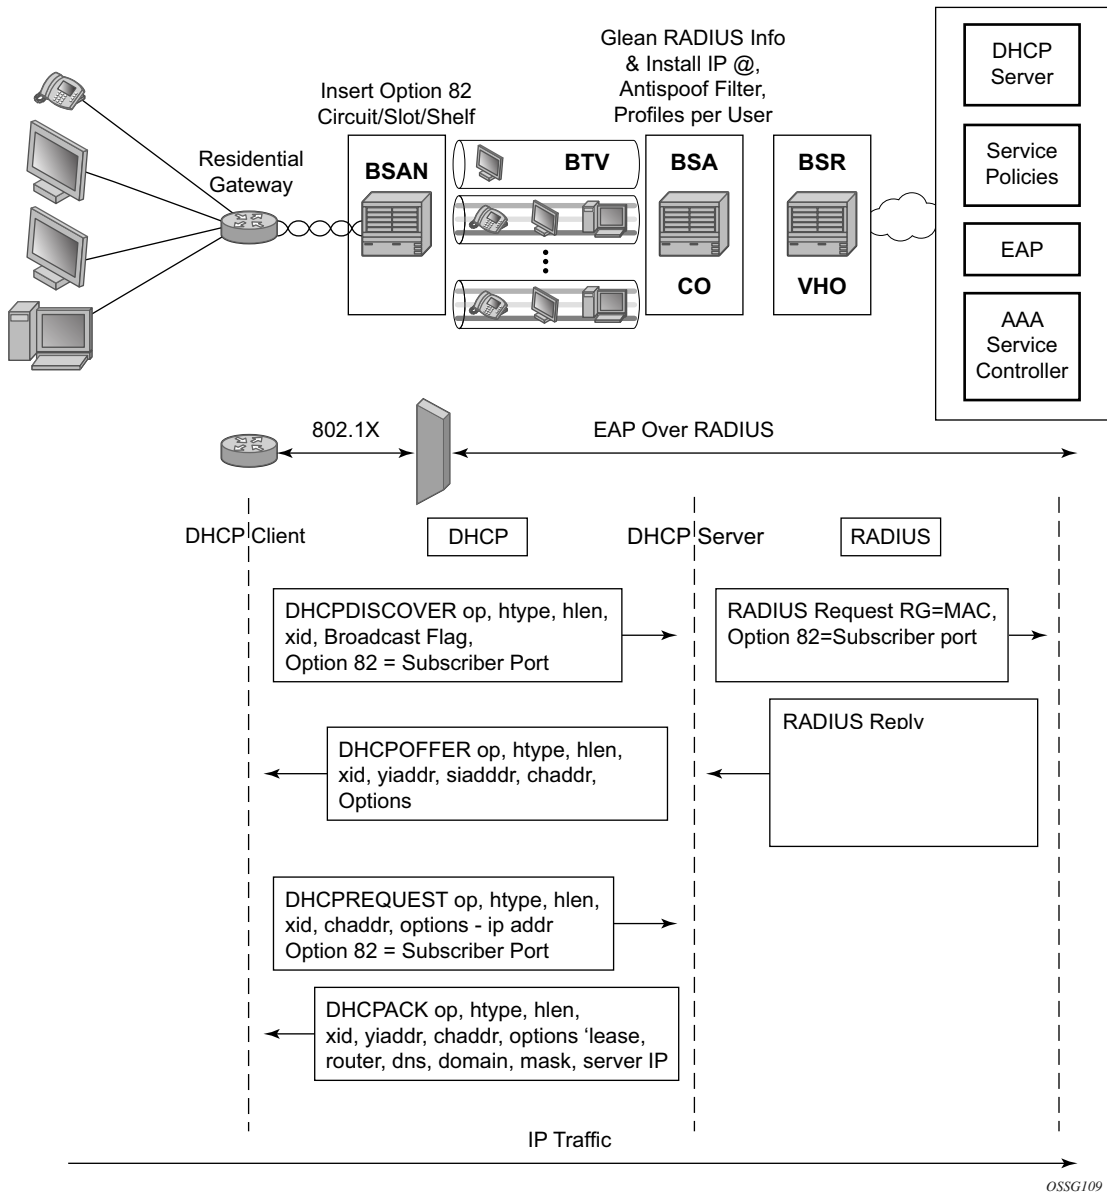 Glean RADIUS Info
& Install IP @,
Antispoof Filter,
Profiles per User
Insert Option 82
Circuit/Slot/Shelf
Residential
Gateway
BSAN
BTV
BSA
CO
BSR
VHO
DHCP
Server
Service
Policies
EAP
AAA
Service
Controller
802.1X
EAP Over RADIUS
DHCP Client
DHCP
DHCP Server
RADIUS
DHCPDISCOVER op, htype, hlen,
xid, Broadcast Flag,
Option 82 = Subscriber Port
RADIUS Request RG=MAC,
Option 82=Subscriber port
RADIUS Reply
DHCPOFFER op, htype, hlen,
xid, yiaddr, siadddr, chaddr,
Options
DHCPREQUEST op, htype, hlen,
xid, chaddr, options - ip addr
Option 82 = Subscriber Port
DHCPACK op, htype, hlen,
xid, yiaddr, chaddr, options ‘lease,
router, dns, domain, mask, server IP
IP Traffic
OSSG109